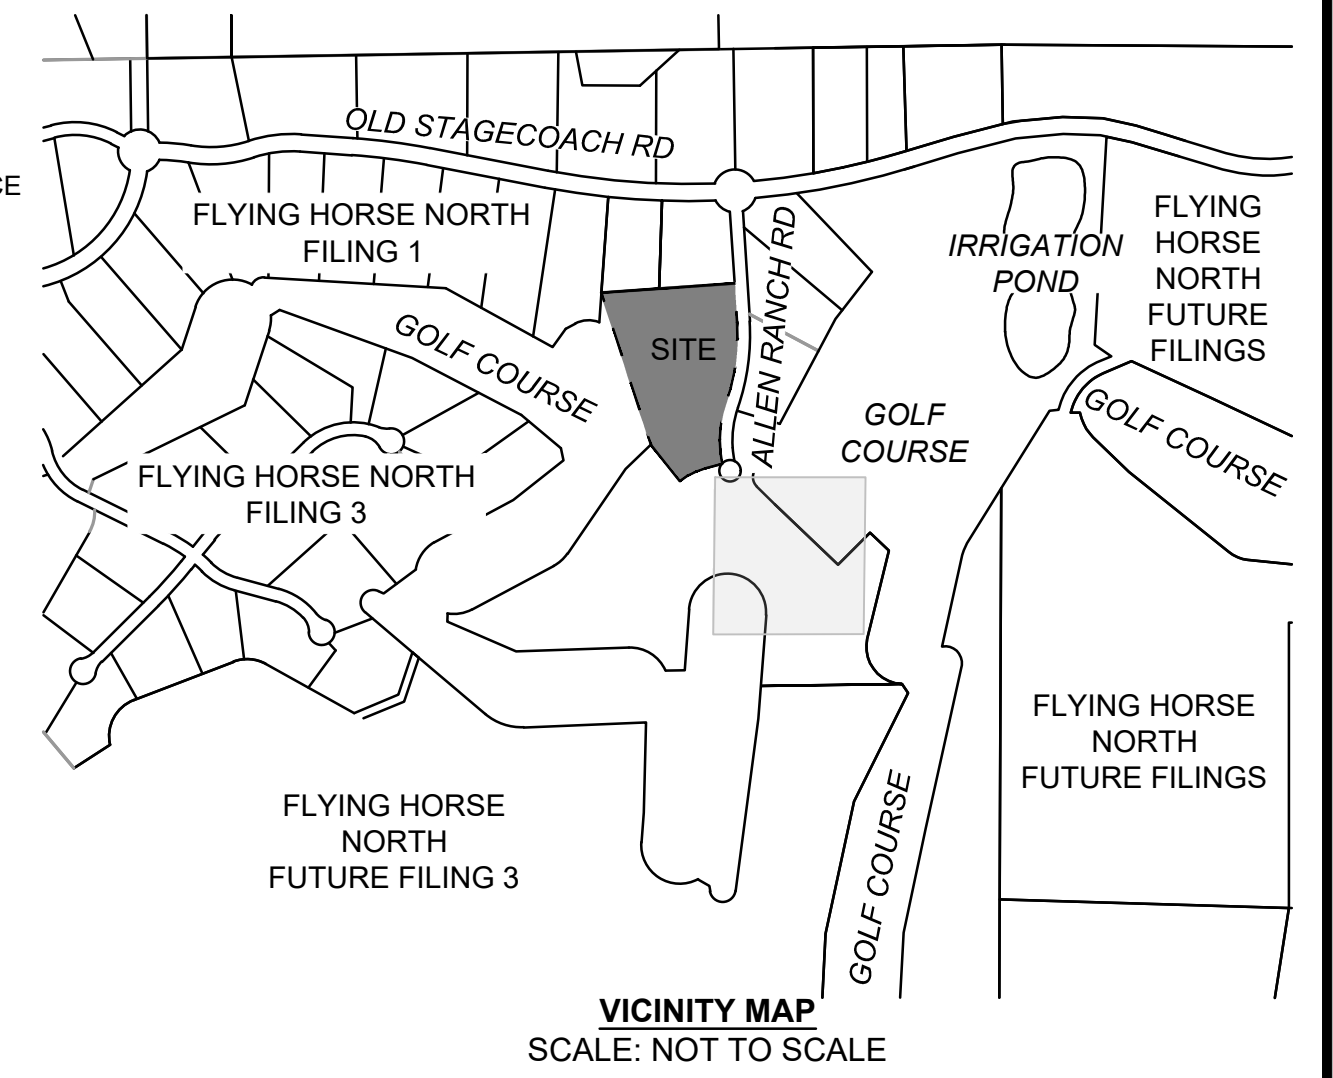 OLD STAGECOACH RD
CE
FLYING HORSE NORTH
FILING 1
ALLEN RANCH RD
IRRIGATION
POND
FLYING
HORSE
NORTH
FUTURE
FILINGS
GOLF COURSE
SITE
GOLF
COURSE
GOLF COURSE
FLYING HORSE NORTH
FILING 3
FLYING HORSE
NORTH
FUTURE FILINGS
FLYING HORSE
NORTH
FUTURE FILING 3
GOLF COURSE
VICINITY MAP
SCALE: NOT TO SCALE